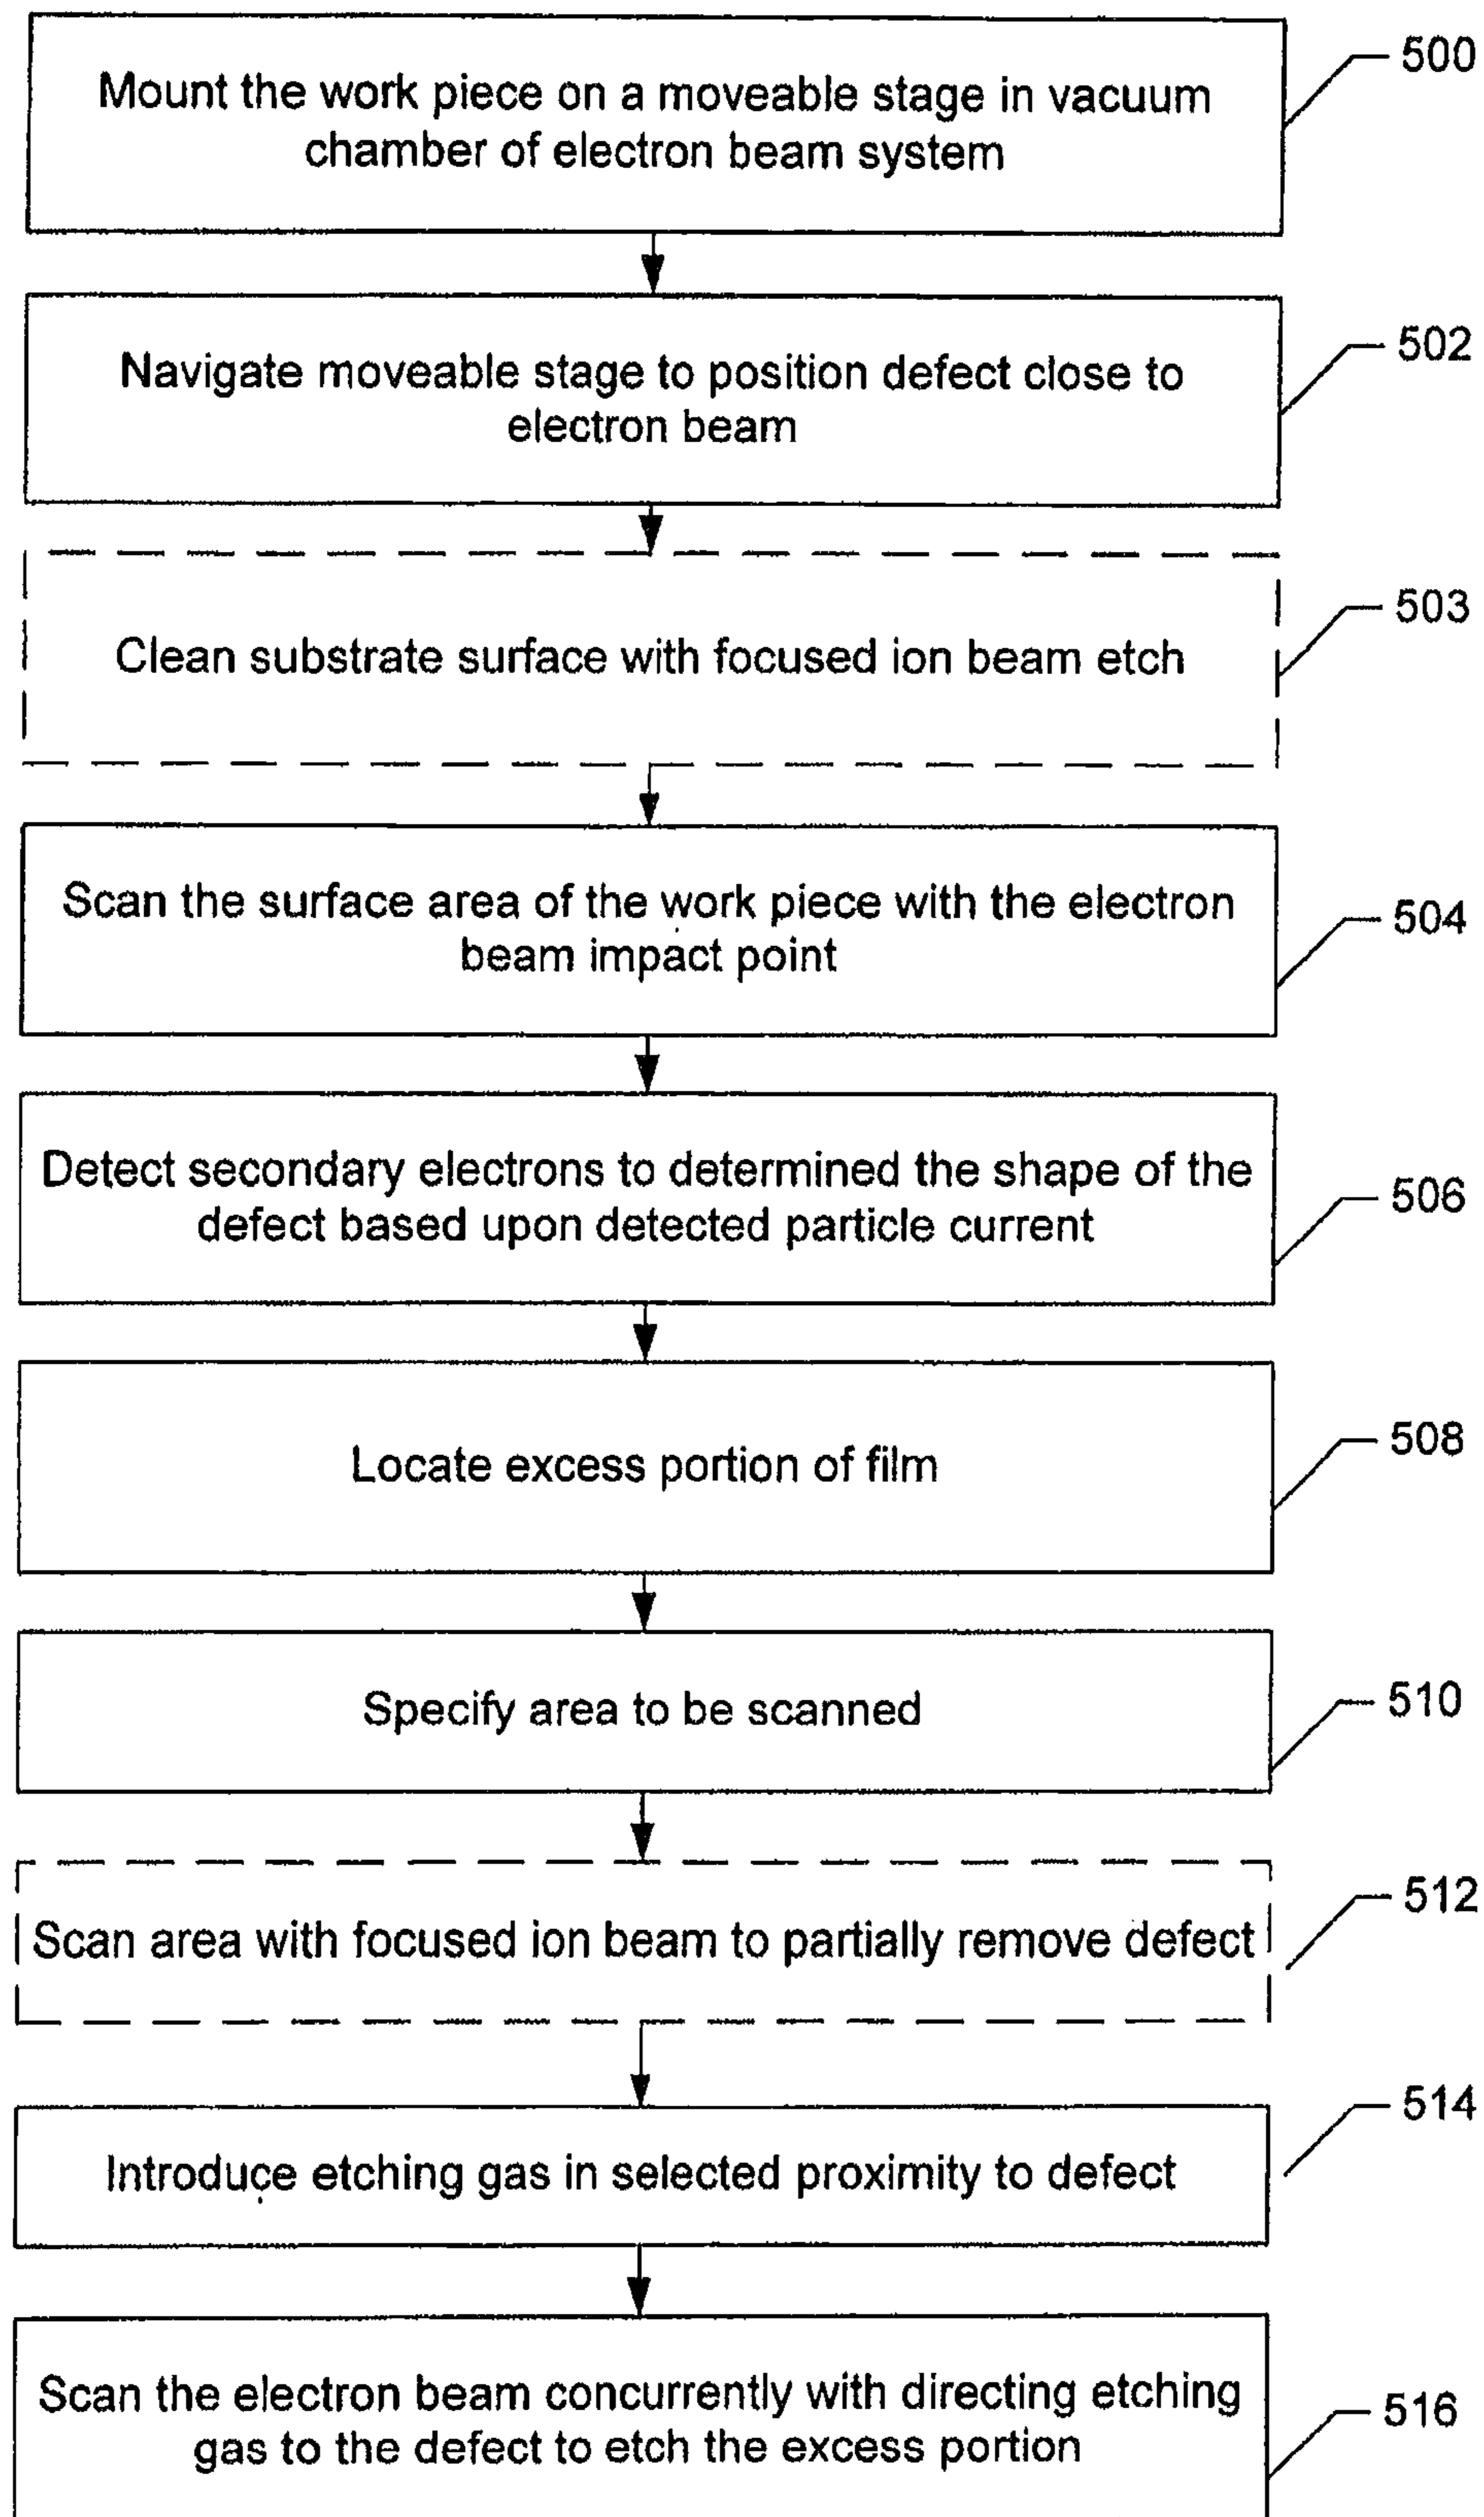 Mount the work piece on a moveable stage in vacuum
chamber of electron beam system
500
Navigate moveable stage to position defect close to
electron beam
502
Clean substrate surface with focused ion beam etch
503
Scan the surface area of the work piece with the electron
beam impact point
504
Detect secondary electrons to determined the shape of the
defect based upon detected particle current
506
Locate excess portion of film
508
Specify area to be scanned
510
Scan area with focused ion beam to partially remove defect
512
Introduce etching gas in selected proximity to defect
514
Scan the electron beam concurrently with directing etching
gas to the defect to etch the excess portion
516